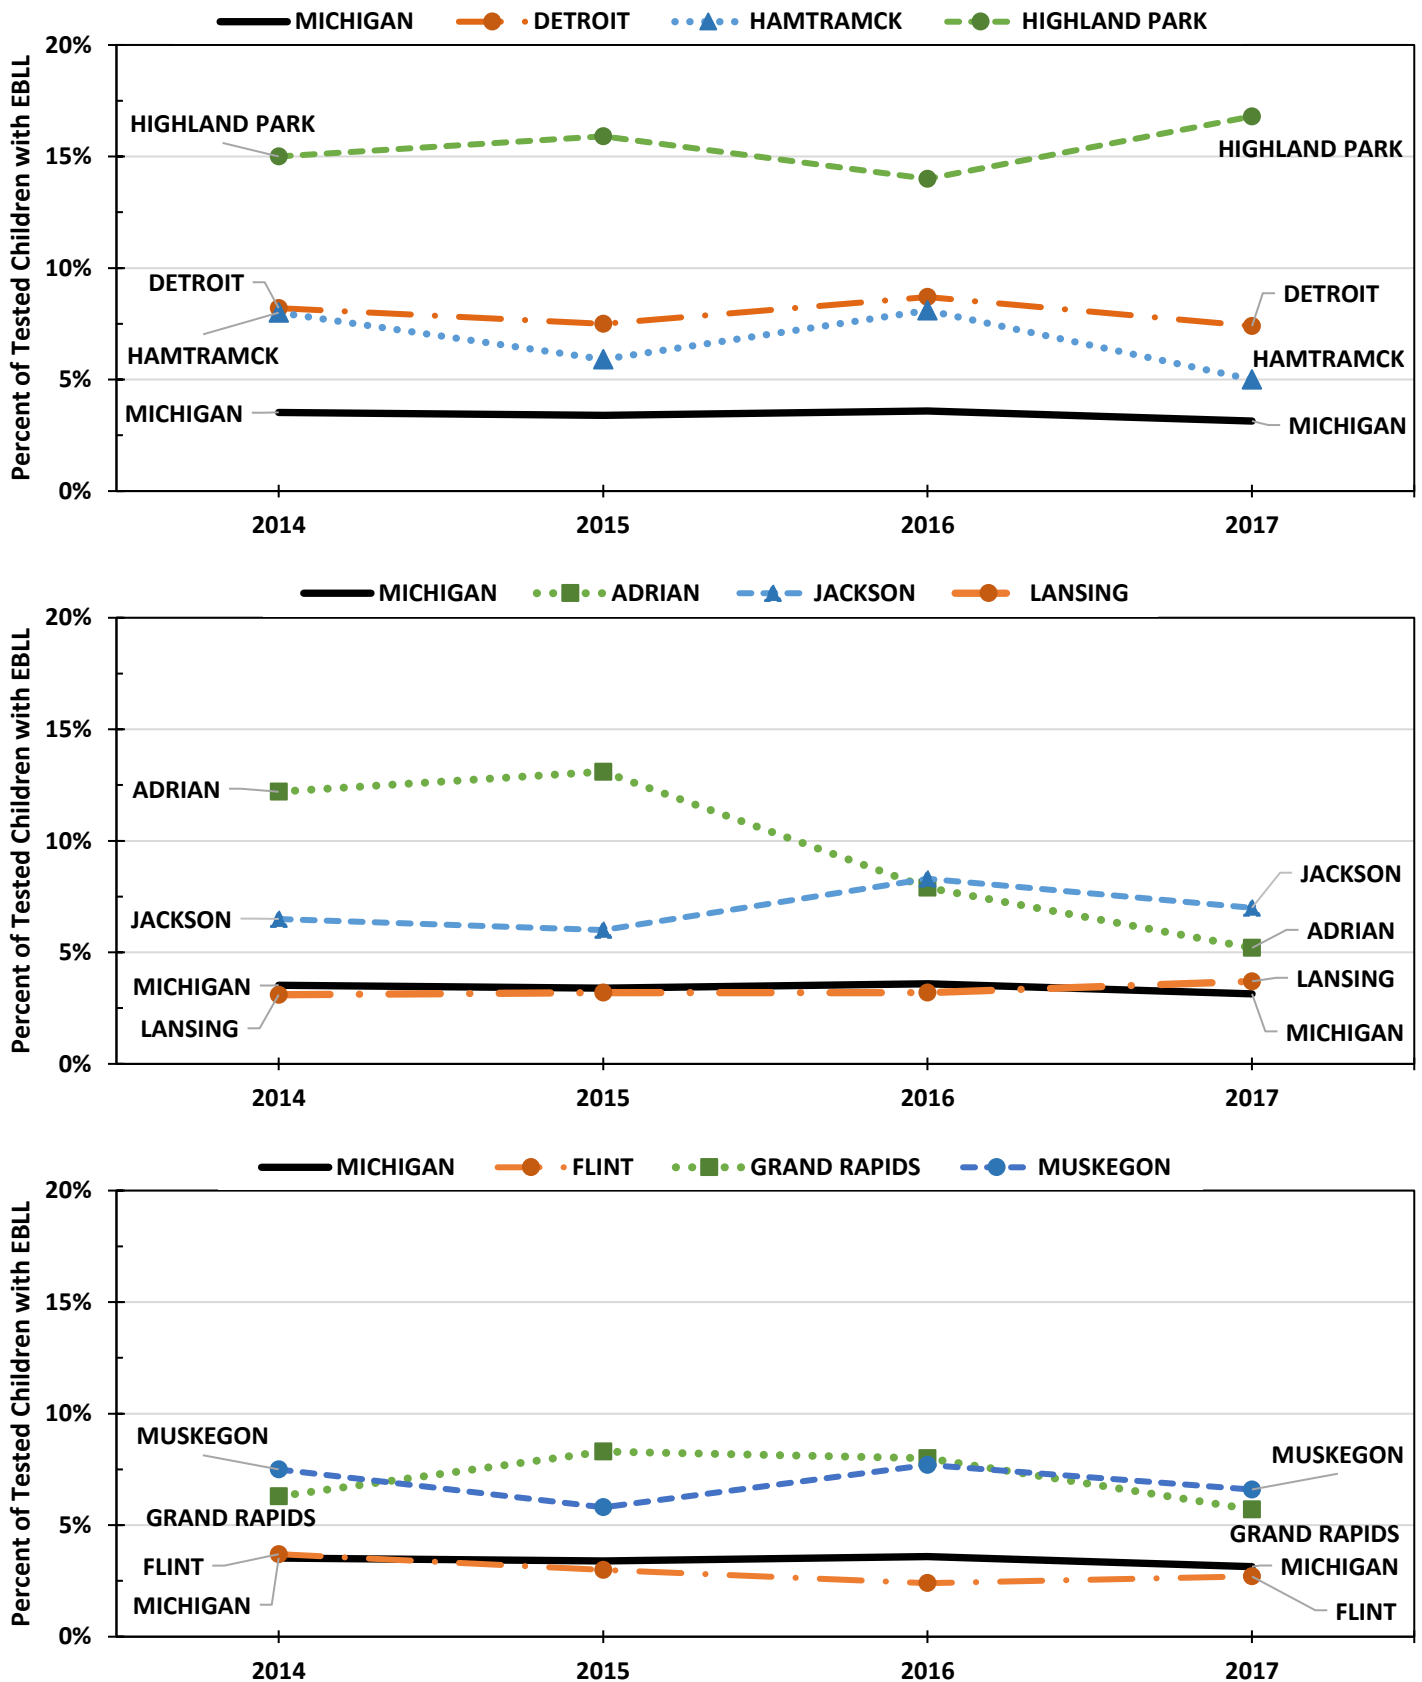 MICHIGAN DETROIT HAMTRAMCK HIGHLAND PARK
Percent of Tested Children with EBLL
20%
15%
10%
5%
0%
HIGHLAND PARK
HIGHLAND PARK
DETROIT
DETROIT
HAMTRAMCK
HAMTRAMCK
MICHIGAN
MICHIGAN
2014 2015 2016 2017
MICHIGAN ADRIAN JACKSON LANSING
Percent of Tested Children with EBLL
20%
15%
10%
5%
0%
ADRIAN
JACKSON
JACKSON
ADRIAN
MICHIGAN
LANSING
LANSING
MICHIGAN
2014 2015 2016 2017
MICHIGAN FLINT GRAND RAPIDS MUSKEGON
Percent of Tested Children with EBLL
20%
15%
10%
5%
0%
MUSKEGON
MUSKEGON
GRAND RAPIDS
GRAND RAPIDS
FLINT
MICHIGAN
MICHIGAN
FLINT
2014 2015 2016 2017